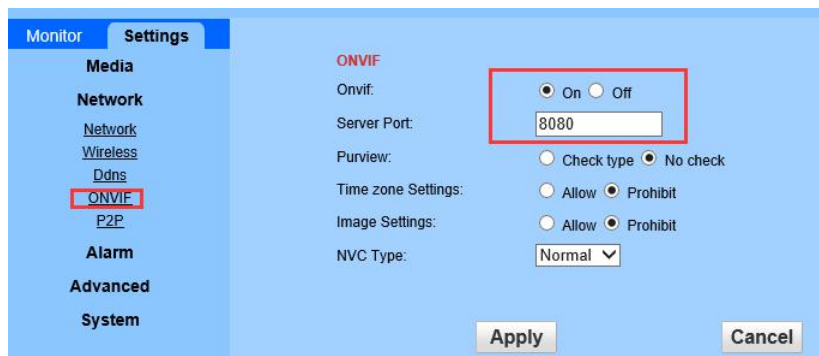 Monitor Settings
Media
Network
Network
Wireless
Ddns
ONVIF
P2P
Alarm
Advanced
System
ONVIF
Onvif: On Off
Server Port: 8080
Purview: Check type No check
Time zone Settings: Allow Prohibit
Image Settings: Allow Prohibit
NVC Type: Normal
Apply Cancel